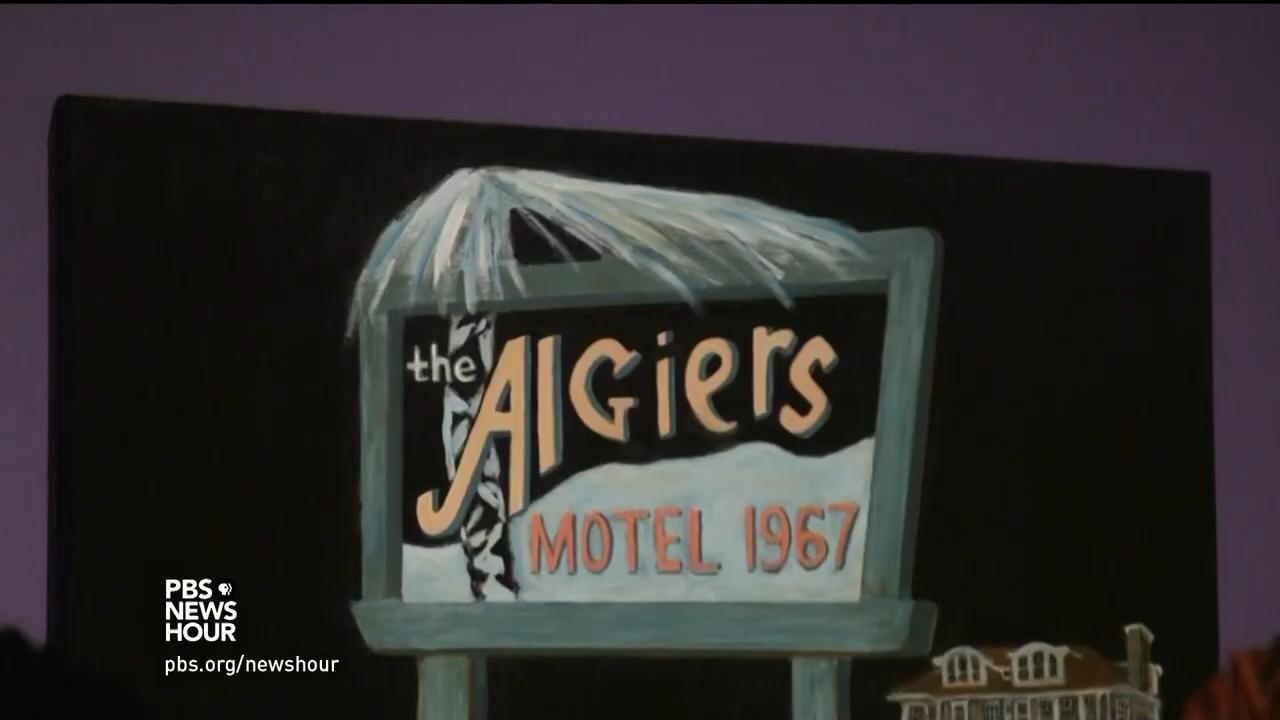 the
Algiers
MOTEL 1967
PBS
NEWS
HOUR
pbs.org/newshour